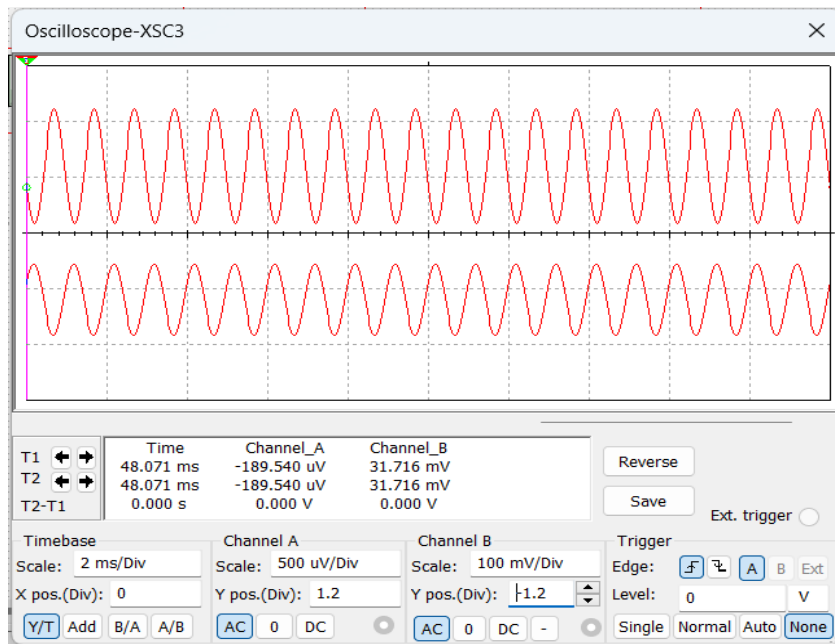 Oscilloscope-XSC3
Time Channel_A Channel_B
T1 48.071 ms -189.540 uV 31.716 mV
T2 48.071 ms -189.540 uV 31.716 mV
T2-T1 0.000 s 0.000 V 0.000 V
Reverse
Save
Ext. trigger
Timebase Channel A Channel B Trigger
Scale: 2 ms/Div Scale: 500 uV/Div Scale: 100 mV/Div Edge: A B Ext
X pos.(Div): 0 Y pos.(Div): 1.2 Y pos.(Div): -1.2 Level: 0 V
Y/T Add B/A A/B AC 0 DC AC 0 DC - Single Normal Auto None